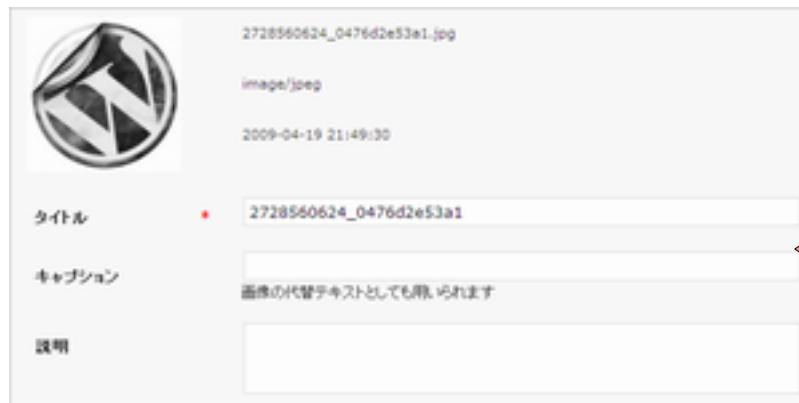 2728560624_0476d2e53a1.jpg
image/jpeg
2009-04-19 21:49:30
タイトル * 2728560624_0476d2e53a1
キャプション
画像の代替テキストとしても用いられます
説明